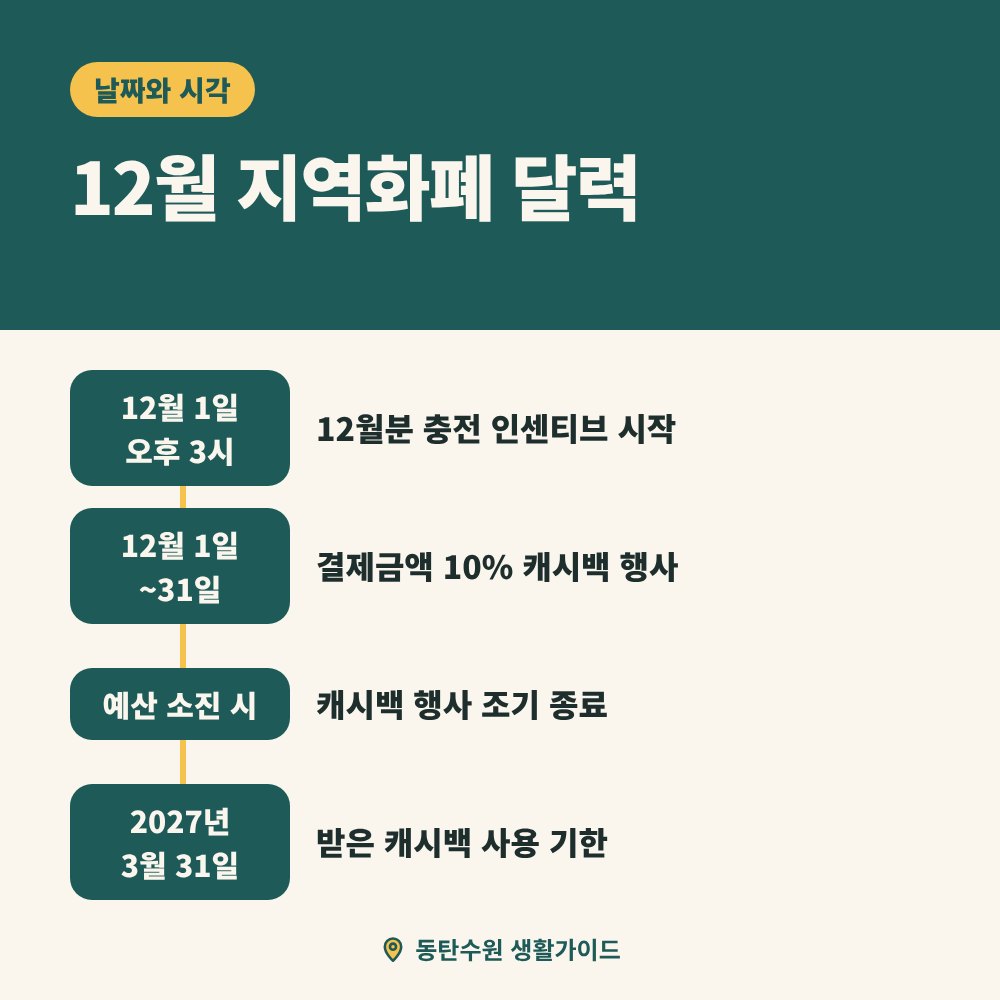 날짜와 시각
12월 지역화폐 달력
12월 1일
오후 3시
12월분 충전 인센티브 시작
12월 1일
~31일
결제금액 10% 캐시백 행사
예산 소진 시
캐시백 행사 조기 종료
2027년
3월 31일
받은 캐시백 사용 기한
동탄수원 생활가이드